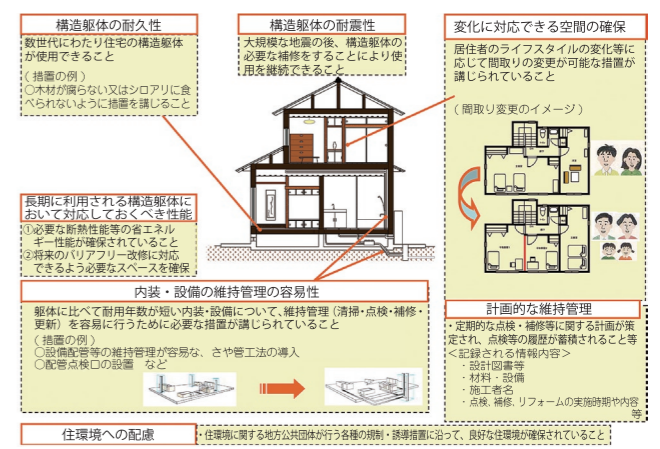 構造躯体の耐久性
数世代にわたり住宅の構造躯体
が使用できること
（措置の例）
○木材が腐らない又はシロアリに食
べられないように措置を講じること
構造躯体の耐震性
大規模な地震の後、構造躯体の
必要な補修をすることにより使
用を継続できること
変化に対応できる空間の確保
居住者のライフスタイルの変化等に
応じて間取りの変更が可能な措置が
講じられていること
（間取り変更のイメージ）
長期に利用される構造躯体に
おいて対応しておくべき性能
①必要な断熱性能等の省エネル
ギー性能が確保されていること
②将来のバリアフリー改修に対応
できるよう必要なスペースを確保
内装・設備の維持管理の容易性
躯体に比べて耐用年数が短い内装・設備について、維持管理（清掃・点検・補修・
更新）を容易に行うために必要な措置が講じられていること
（措置の例）
○設備配管等の維持管理が容易な、さや管工法の導入
○配管点検口の設置　など
計画的な維持管理
・定期的な点検・補修等に関する計画が策
定され、点検等の履歴が蓄積されること等
＜記録される情報内容＞
・設計図書等
・材料・設備
・施工者名
・点検、補修、リフォームの実施時期や内容
等
住環境への配慮
・住環境に関する地方公共団体が行う各種の規制・誘導措置に沿って、良好な住環境が確保されていること